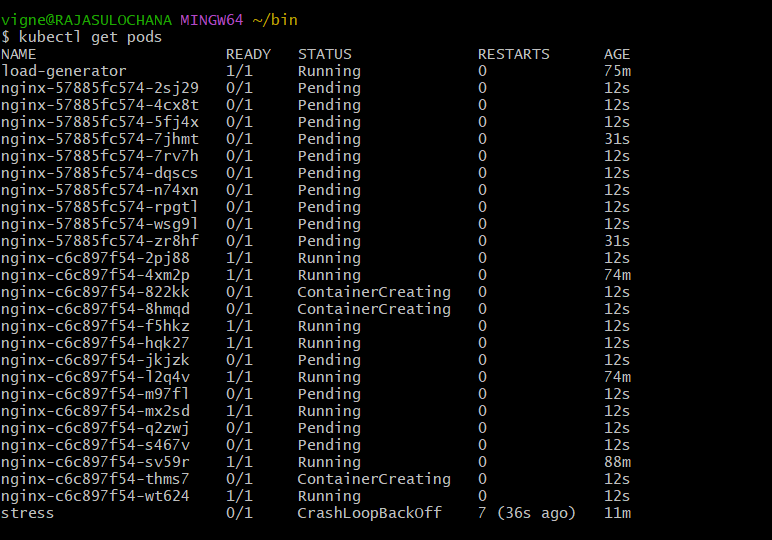 vigne@RAJASULOCHANA MINGW64 ~/bin
$ kubectl get pods
NAME READY STATUS RESTARTS AGE
load-generator 1/1 Running 0 75m
nginx-57885fc574-2sj29 0/1 Pending 0 12s
nginx-57885fc574-4cx8t 0/1 Pending 0 12s
nginx-57885fc574-5fj4x 0/1 Pending 0 12s
nginx-57885fc574-7jhmt 0/1 Pending 0 31s
nginx-57885fc574-7rv7h 0/1 Pending 0 12s
nginx-57885fc574-dqscs 0/1 Pending 0 12s
nginx-57885fc574-n74xn 0/1 Pending 0 12s
nginx-57885fc574-rpgtl 0/1 Pending 0 12s
nginx-57885fc574-wsg9l 0/1 Pending 0 12s
nginx-57885fc574-zr8hf 0/1 Pending 0 31s
nginx-c6c897f54-2pj88 1/1 Running 0 12s
nginx-c6c897f54-4xm2p 1/1 Running 0 74m
nginx-c6c897f54-822kk 0/1 ContainerCreating 0 12s
nginx-c6c897f54-8hmqd 0/1 ContainerCreating 0 12s
nginx-c6c897f54-f5hkz 1/1 Running 0 12s
nginx-c6c897f54-hqk27 1/1 Running 0 12s
nginx-c6c897f54-jkjzk 0/1 Pending 0 12s
nginx-c6c897f54-l2q4v 1/1 Running 0 74m
nginx-c6c897f54-m97fl 0/1 Pending 0 12s
nginx-c6c897f54-mx2sd 1/1 Running 0 12s
nginx-c6c897f54-q2zwj 0/1 Pending 0 12s
nginx-c6c897f54-s467v 0/1 Pending 0 12s
nginx-c6c897f54-sv59r 1/1 Running 0 88m
nginx-c6c897f54-thms7 0/1 ContainerCreating 0 12s
nginx-c6c897f54-wt624 1/1 Running 0 12s
stress 0/1 CrashLoopBackOff 7 (36s ago) 11m